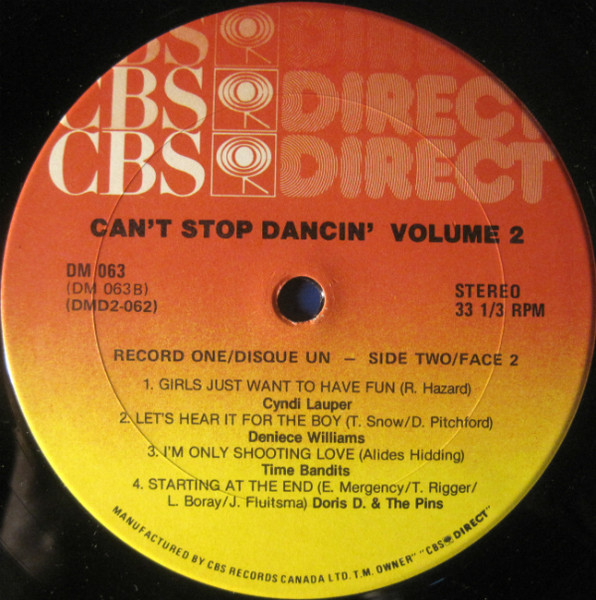 CBS DIRECT
CBS DIRECT
CBS DIRECT
CAN'T STOP DANCIN' VOLUME 2
DM 063
(DM 063B)
(DMD2-062)
STEREO
33 1/3 RPM
RECORD ONE/DISQUE UN — SIDE TWO/FACE 2
1. GIRLS JUST WANT TO HAVE FUN (R. Hazard)
Cyndi Lauper
2. LET'S HEAR IT FOR THE BOY (T. Snow/D. Pitchford)
Deniece Williams
3. I'M ONLY SHOOTING LOVE (Alides Hidding)
Time Bandits
4. STARTING AT THE END (E. Mergency/T. Rigger/
L. Boray/J. Fluitsma) Doris D. & The Pins
MANUFACTURED BY CBS RECORDS CANADA LTD. T.M. OWNER" "CBS DIRECT"